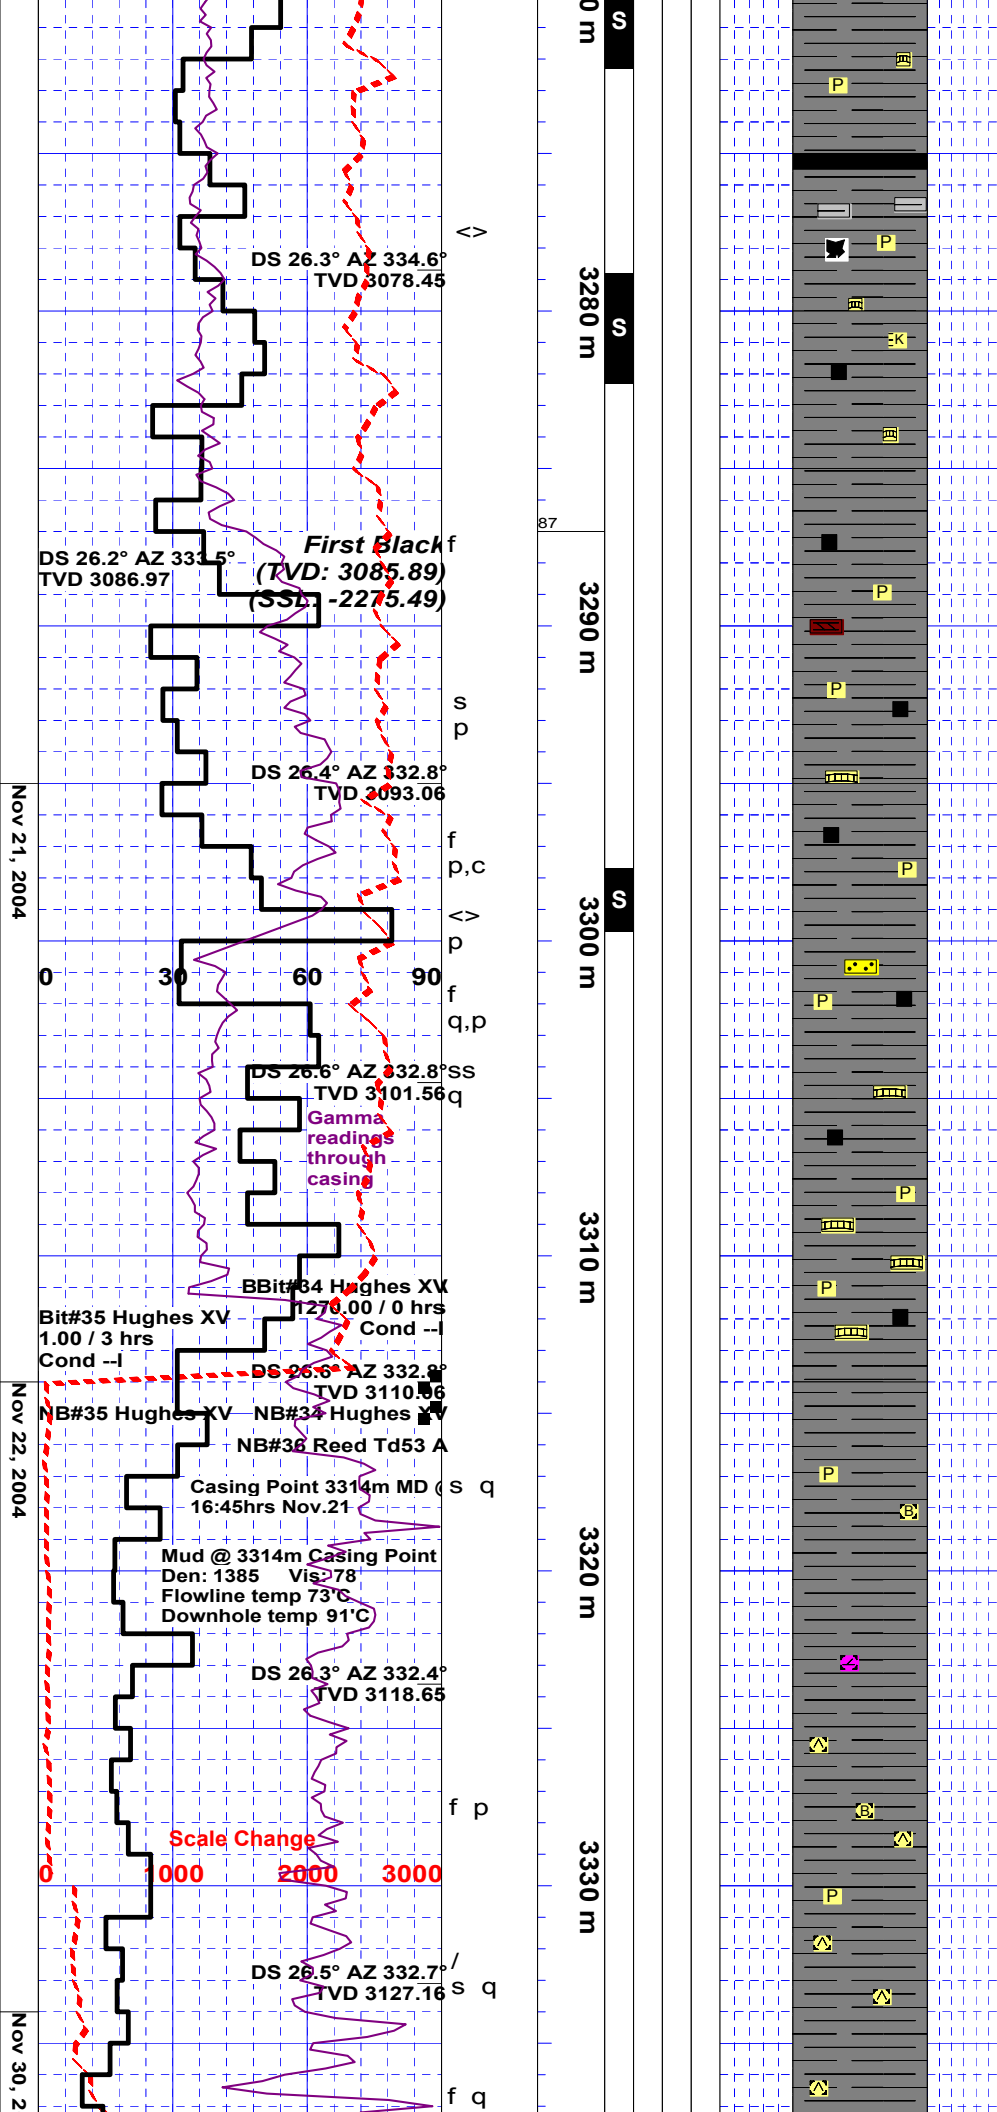 0 m
S
P
<>
DS 26.3° AZ 334.6°
TVD 3078.45
3280 m
S
K
87
First Black
(TVD: 3085.89)
(SSL: -2275.49)
f
DS 26.2° AZ 333.5°
TVD 3086.97
P
3290 m
P
s
p
DS 26.4° AZ 332.8°
TVD 3093.06
Nov 21, 2004
f
p,c
P
S
<>
p
3300 m
0 30 60 90
f
q,p
P
DS 26.6° AZ 332.8°
TVD 3101.56
ss
q
Gamma
readings
through
casing
P
3310 m
BBit#34 Hughes XV
1270.00 / 0 hrs
Cond --I
P
Bit#35 Hughes XV
1.00 / 3 hrs
Cond --I
DS 26.6° AZ 332.8°
TVD 3110.06
Nov 22, 2004
NB#35 Hughes XV
NB#34 Hughes XV
NB#36 Reed Td53 A
P
Casing Point 3314m MD @
16:45hrs Nov.21
s q
B
Mud @ 3314m Casing Point
Den: 1385 Vis: 78
Flowline temp 73'C
Downhole temp 91'C
3320 m
DS 26.3° AZ 332.4°
TVD 3118.65
f p
B
Scale Change
0 1000 2000 3000
3330 m
P
/
DS 26.5° AZ 332.7°
TVD 3127.16
s q
Nov 30, 2
f q